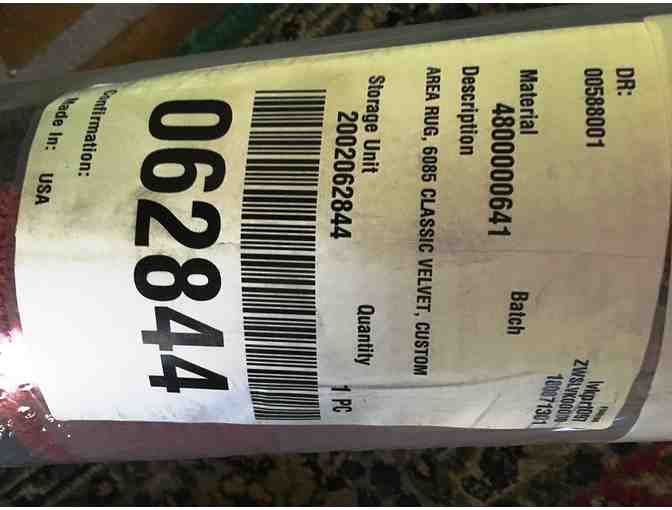 DR:
00588001
Material Batch
4800000641
Description
AREA RUG, 6085 CLASSIC VELVET, CUSTOM
Storage Unit Quantity
2002062844 1 PC
062844
Confirmation:
Made In: USA